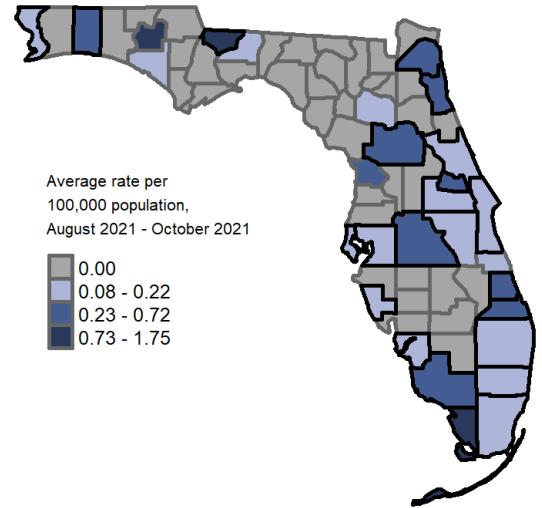 Average rate per
100,000 population,
August 2021 - October 2021
0.00
0.08 - 0.22
0.23 - 0.72
0.73 - 1.75